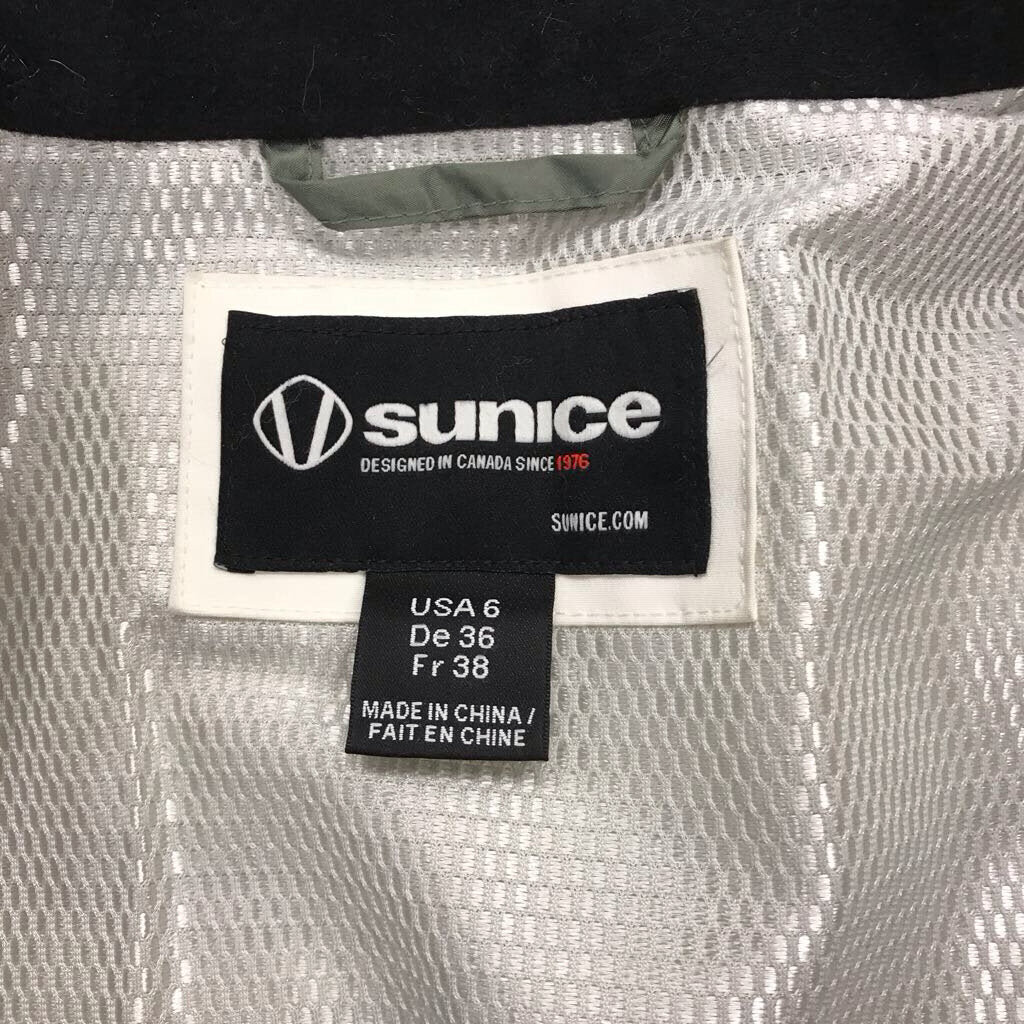 sunice
DESIGNED IN CANADA SINCE 1976
SUNICE.COM
USA 6
De 36
Fr 38
MADE IN CHINA /
FAIT EN CHINE